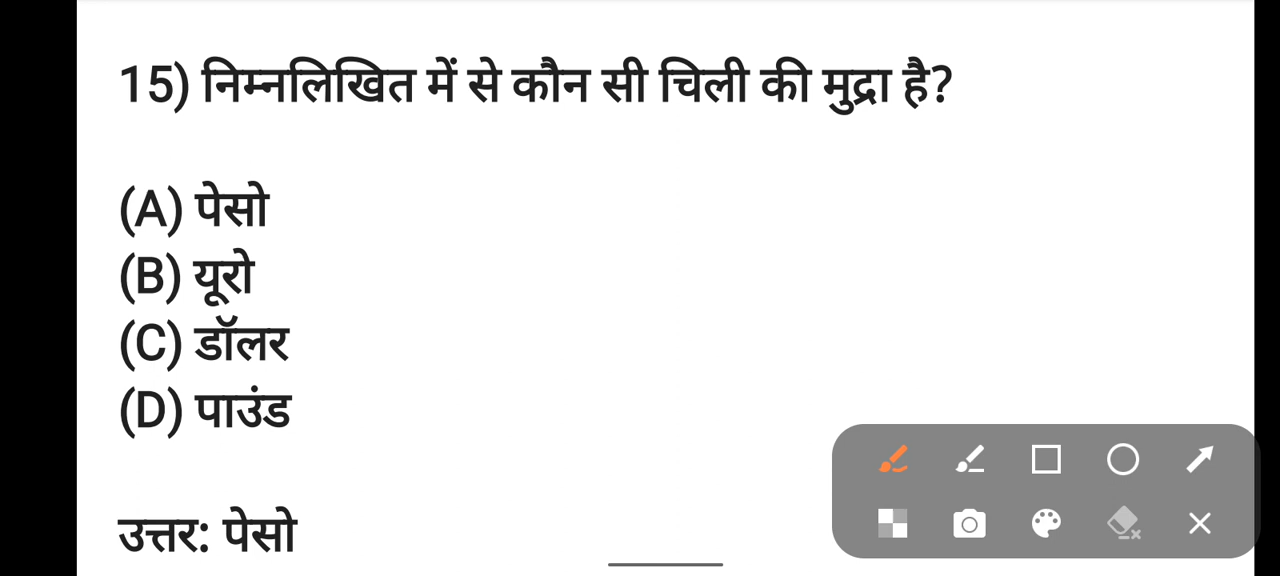 15) निम्नलिखित में से कौन सी चिली की मुद्रा है?
(A) पेसो
(B) यूरो
(C) डॉलर
(D) पाउंड
उत्तर: पेसो